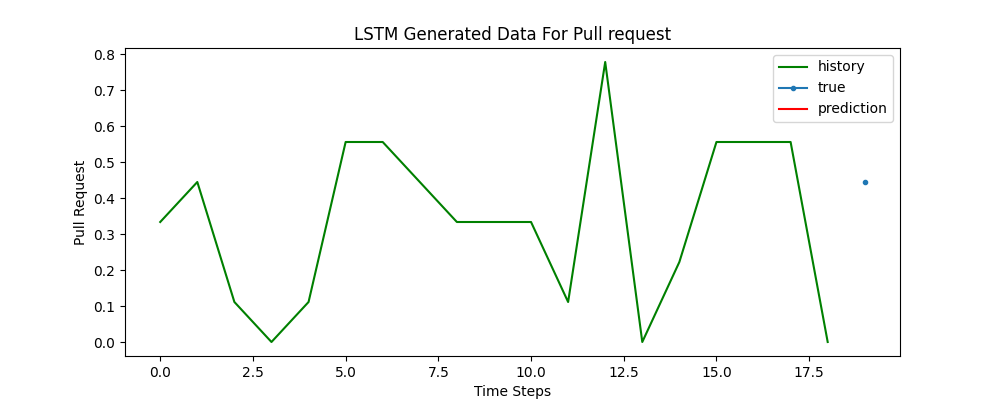 LSTM Generated Data For Pull request
history
true
prediction
Pull Request
0.8
0.7
0.6
0.5
0.4
0.3
0.2
0.1
0.0
0.0 2.5 5.0 7.5 10.0 12.5 15.0 17.5
Time Steps